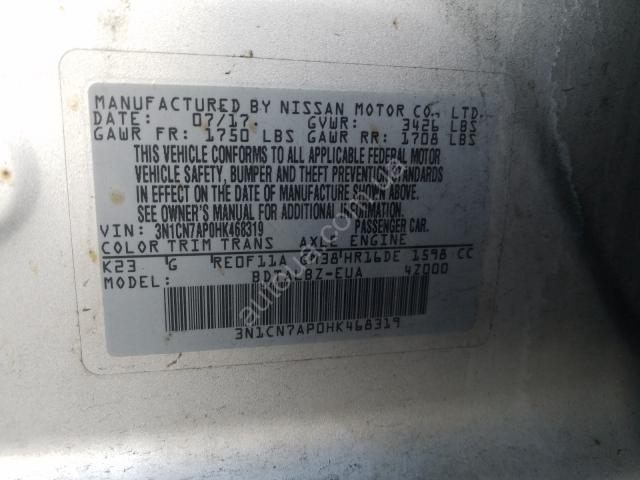 MANUFACTURED BY NISSAN MOTOR CO., LTD.
DATE: 07/17 GVWR: 3426 LBS
GAWR FR: 1750 LBS GAWR RR: 1708 LBS
THIS VEHICLE CONFORMS TO ALL APPLICABLE FEDERAL MOTOR
VEHICLE SAFETY, BUMPER AND THEFT PREVENTION STANDARDS
IN EFFECT ON THE DATE OF MANUFACTURE SHOWN ABOVE.
SEE OWNER'S MANUAL FOR ADDITIONAL INFORMATION.
VIN: 3N1CN7AP0HK468319 PASSENGER CAR.
COLOR TRIM TRANS AXLE ENGINE
K23 G RE0F11A HR16DE 1598 CC
MODEL: 4Z000
3N1CN7AP0HK468319